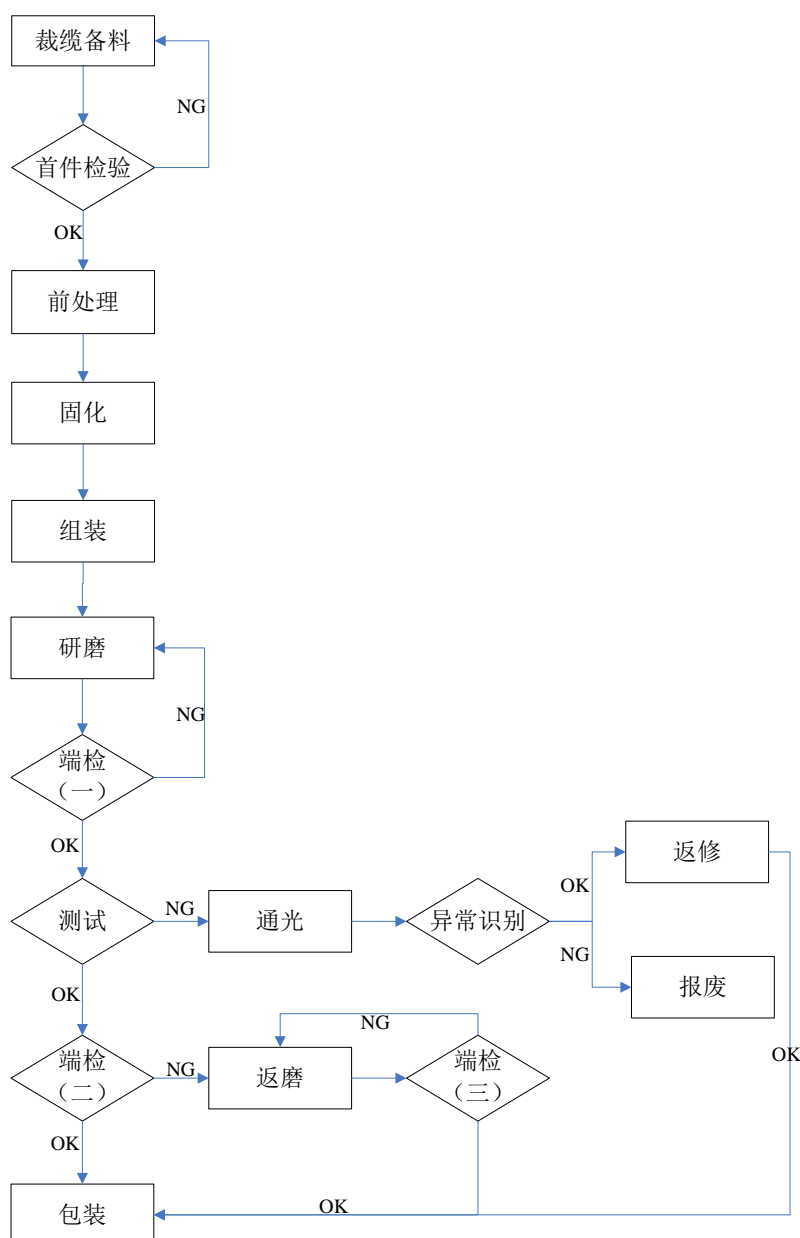 裁缆备料
NG
首件检验
OK
前处理
固化
组装
研磨
NG
端检
（一）
OK
返修
OK
测试
NG
通光
异常识别
NG
报废
OK
NG
端检
（二）
NG
返磨
端检
（三）
OK
OK
包装
OK